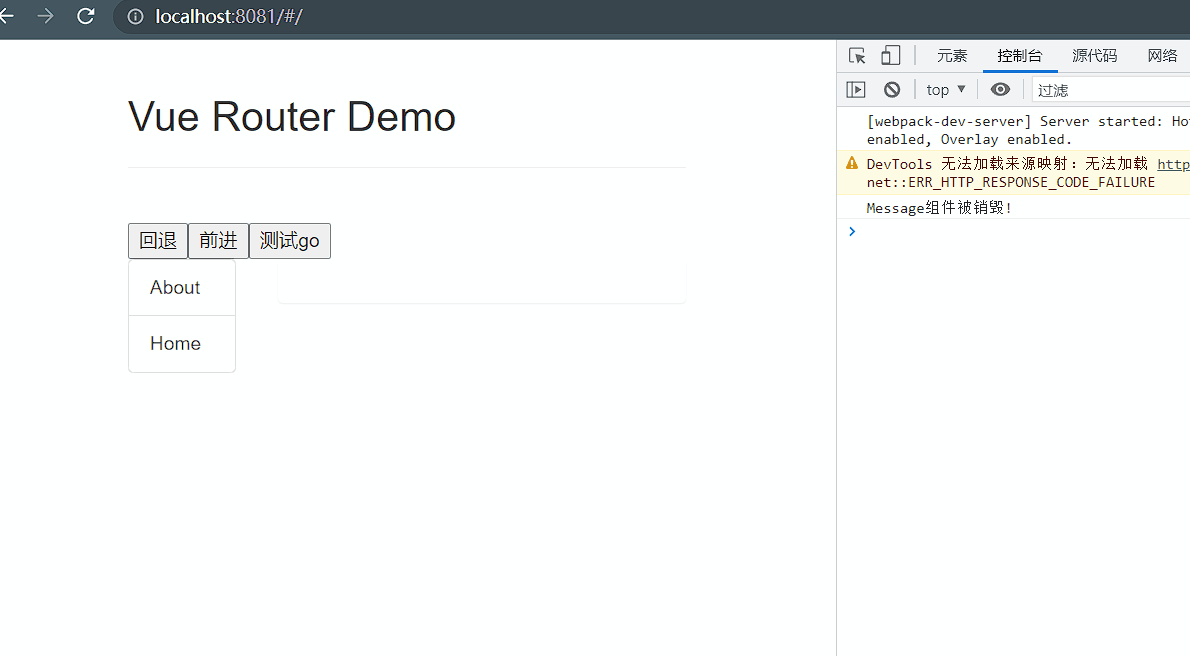 localhost:8081/#/
元素 控制台 源代码 网络
top 过滤
Vue Router Demo
[webpack-dev-server] Server started: Ho
enabled, Overlay enabled.
DevTools 无法加载来源映射：无法加载 http
net::ERR_HTTP_RESPONSE_CODE_FAILURE
Message组件被销毁！
回退 前进 测试go
About
Home